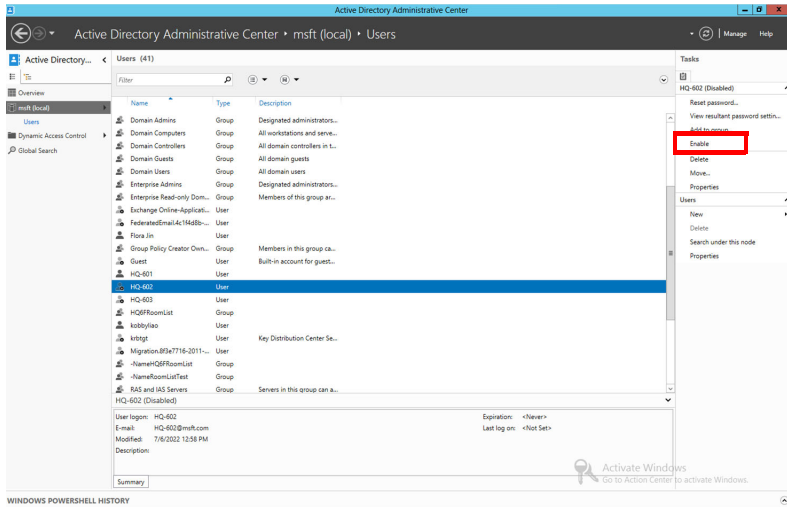 Active Directory Administrative Center
Active Directory Administrative Center • msft (local) • Users
Manage Help
Active Directory...
Overview
msft (local)
Users
Dynamic Access Control
Global Search
Users (41)
Filter
Name Type Description
Domain Admins Group Designated administrators...
Domain Computers Group All workstations and serve...
Domain Controllers Group All domain controllers in t...
Domain Guests Group All domain guests
Domain Users Group All domain users
Enterprise Admins Group Designated administrators...
Enterprise Read-only Dom... Group Members of this group ar...
Exchange Online-Applicati... User
FederatedEmail.4c1f4d8b-... User
Flora Jin User
Group Policy Creator Own... Group Members in this group ca...
Guest User Built-in account for guest...
HQ-601 User
HQ-602 User
HQ-603 User
HQ6FRoomList Group
kobbyliao User
krbtgt User Key Distribution Center Se...
Migration.8f3e7716-2011-... User
-NameHQ6FRoomList Group
-NameRoomListTest Group
RAS and IAS Servers Group Servers in this group can a...
HQ-602 (Disabled)
User logon: HQ-602 Expiration: <Never>
E-mail: HQ-602@msft.com Last log on: <Not Set>
Modified: 7/6/2022 12:58 PM
Description:
Summary
Tasks
HQ-602 (Disabled)
Reset password...
View resultant password settin...
Add to group...
Enable
Delete
Move...
Properties
Users
New
Delete
Search under this node
Properties
Activate Windows
Go to Action Center to activate Windows.
WINDOWS POWERSHELL HISTORY